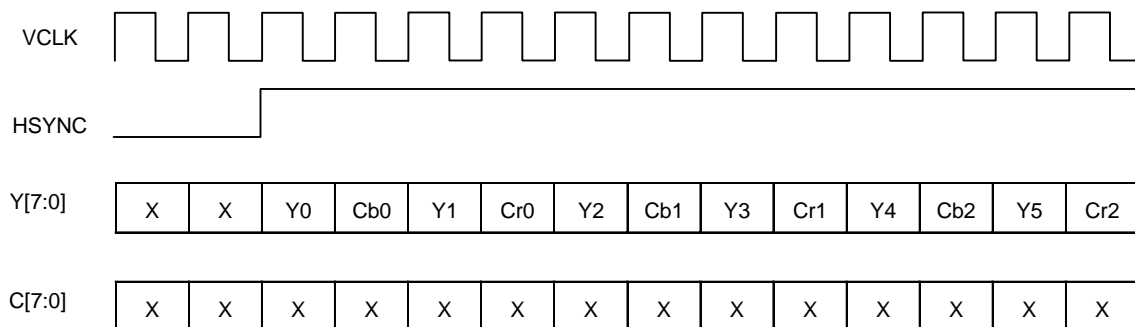 VCLK
HSYNC
Y[7:0] X X Y0 Cb0 Y1 Cr0 Y2 Cb1 Y3 Cr1 Y4 Cb2 Y5 Cr2
C[7:0] X X X X X X X X X X X X X X